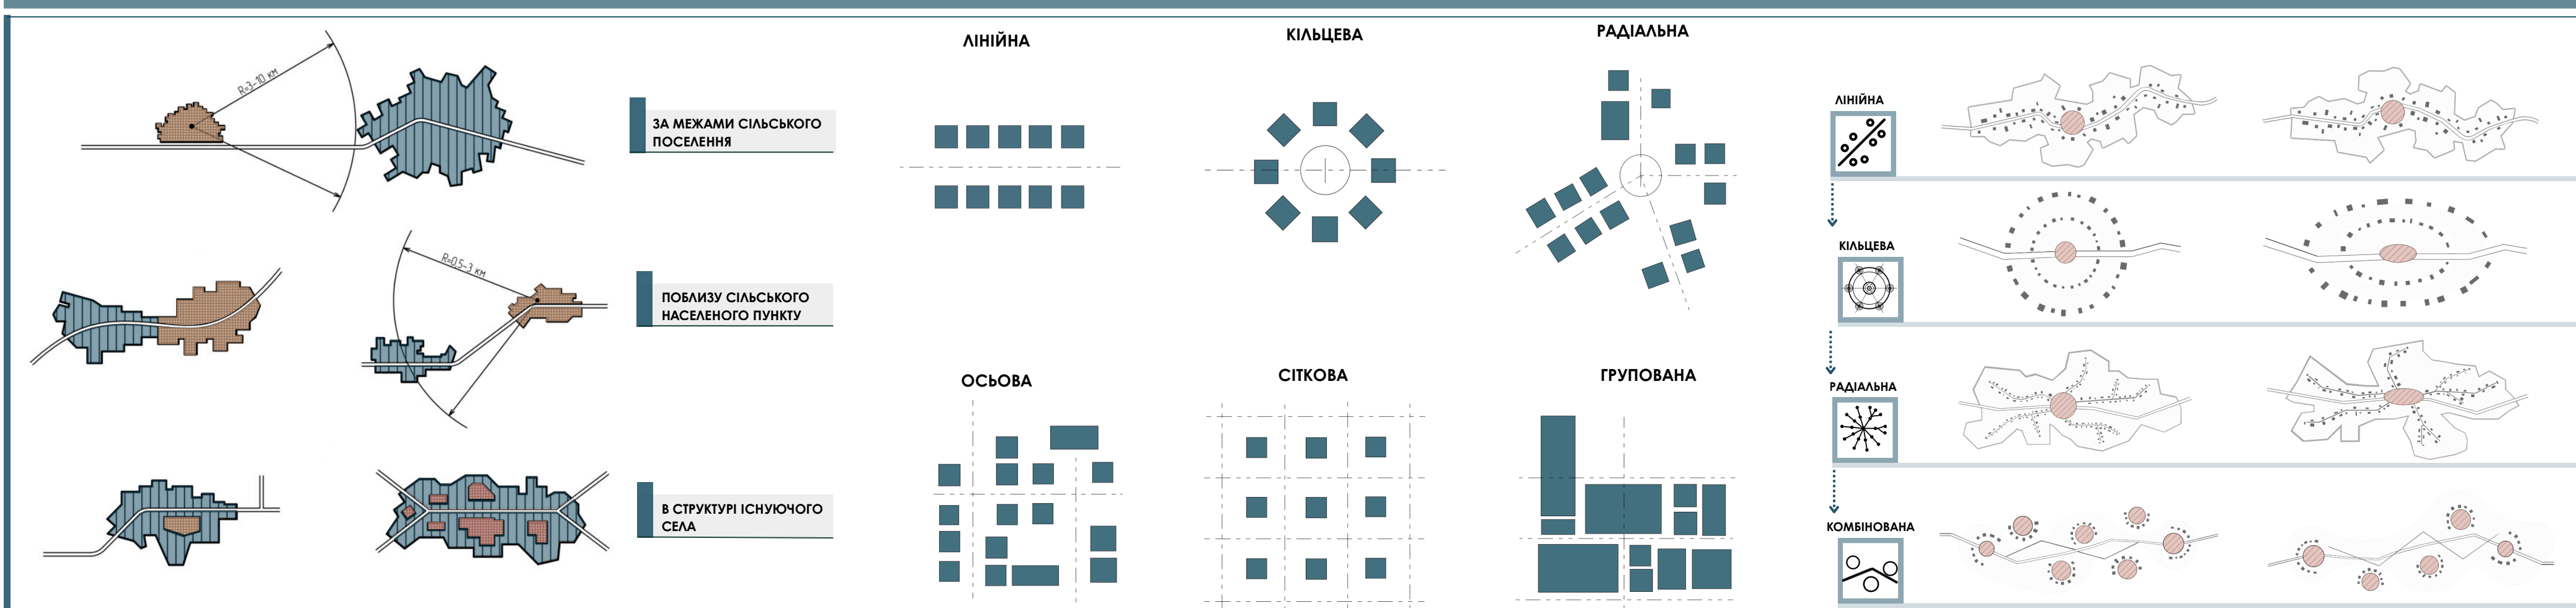 R=3-10 км
ЗА МЕЖАМИ СІЛЬСЬКОГО
ПОСЕЛЕННЯ
R=0,5-3 км
ПОБЛИЗУ СІЛЬСЬКОГО
НАСЕЛЕНОГО ПУНКТУ
В СТРУКТУРІ ІСНУЮЧОГО
СЕЛА
ЛІНІЙНА
КІЛЬЦЕВА
РАДІАЛЬНА
ОСЬОВА
СІТКОВА
ГРУПОВАНА
ЛІНІЙНА
КІЛЬЦЕВА
РАДІАЛЬНА
КОМБІНОВАНА